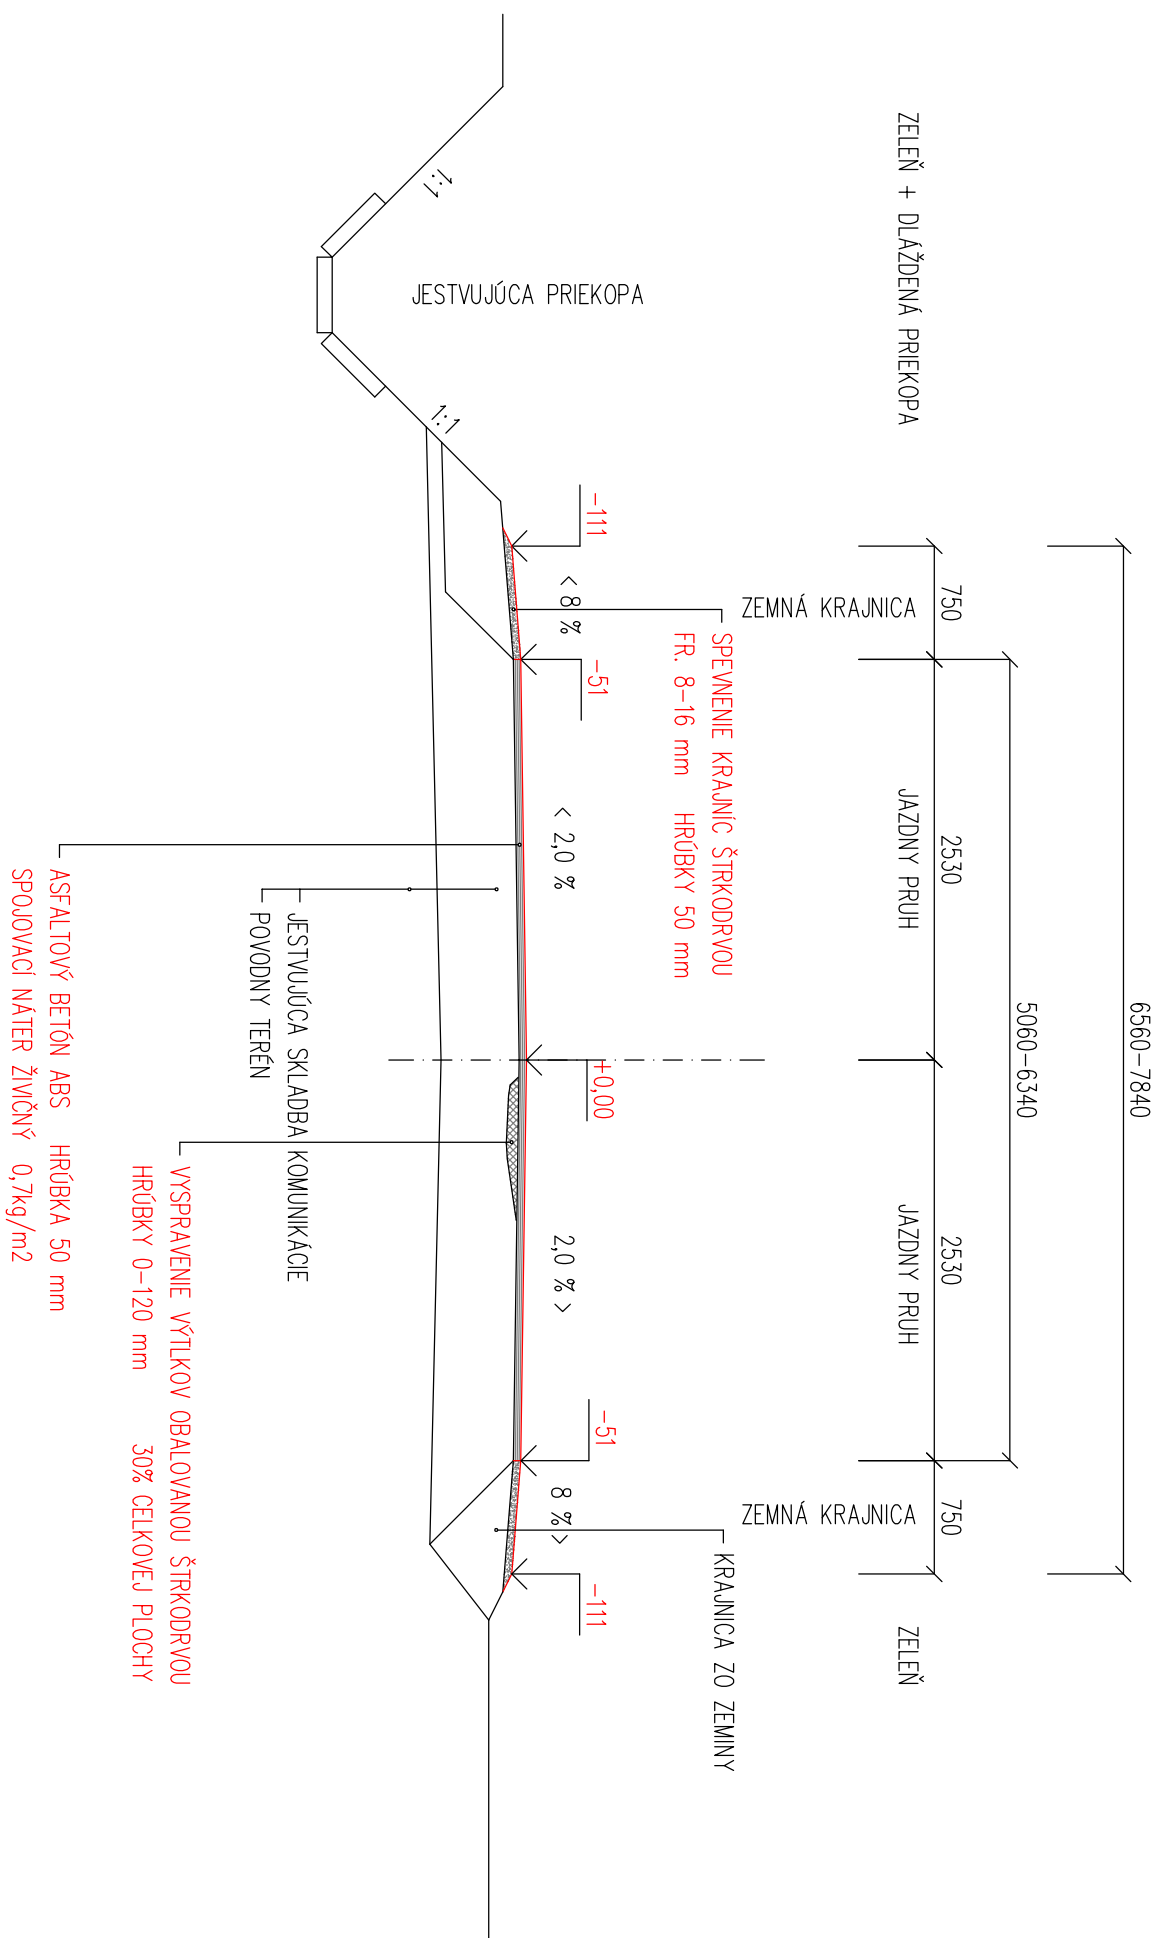 6560-7840
5060-6340
750
2530
2530
750
ZELEŇ + DLÁŽDENÁ PRIEKOPA
ZEMNÁ KRAJNICA
JAZDNY PRUH
JAZDNY PRUH
ZEMNÁ KRAJNICA
ZELEŇ
SPEVNENIE KRAJNÍC ŠTRKODRVOU
FR. 8-16 mm HRÚBKY 50 mm
KRAJNICA ZO ZEMINY
-111
-51
+0,00
-51
-111
< 8 %
< 2,0 %
2,0 % >
8 % >
JESTVUJÚCA PRIEKOPA
1:1
1:1
JESTVUJÚCA SKLADBA KOMUNIKÁCIE
POVODNY TERÉN
VYSPRAVENIE VÝTLKOV OBALOVANOU ŠTRKODRVOU
HRÚBKY 0-120 mm 30% CELKOVEJ PLOCHY
ASFALTOVÝ BETÓN ABS HRÚBKA 50 mm
SPOJOVACÍ NÁTER ŽIVIČNÝ 0,7kg/m2